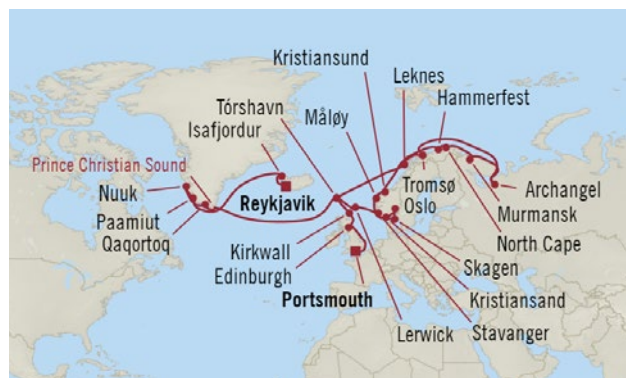 Kristiansund
Leknes
Hammerfest
Tórshavn
Isafjordur
Måløy
Prince Christian Sound
Nuuk
Paamiut
Qaqortoq
Reykjavik
Tromsø
Oslo
Archangel
Murmansk
North Cape
Kirkwall
Edinburgh
Skagen
Portsmouth
Kristiansand
Stavanger
Lerwick